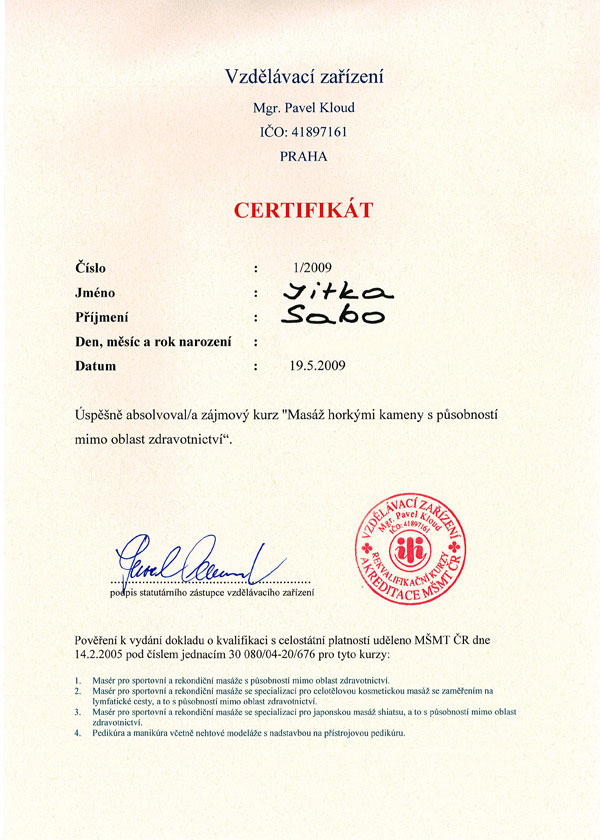 Vzdělávací zařízení
Mgr. Pavel Kloud
IČO: 41897161
PRAHA
CERTIFIKÁT
Číslo : 1/2009
Jméno : Jitka
Příjmení : Sabo
Den, měsíc a rok narození :
Datum : 19.5.2009
Úspěšně absolvoval/a zájmový kurz "Masáž horkými kameny s působností
mimo oblast zdravotnictví“.
VZDĚLÁVACÍ ZAŘÍZENÍ
Mgr. Pavel Kloud
IČO: 41897161
REKVALIFIKAČNÍ KURZY
AKREDITACE MŠMT ČR
podpis statutárního zástupce vzdělávacího zařízení
Pověření k vydání dokladu o kvalifikaci s celostátní platností uděleno MŠMT ČR dne
14.2.2005 pod číslem jednacím 30 080/04-20/676 pro tyto kurzy:
1. Masér pro sportovní a rekondiční masáže s působností mimo oblast zdravotnictví.
2. Masér pro sportovní a rekondiční masáže se specializací pro celotělovou kosmetickou masáž se zaměřením na
lymfatické cesty, a to s působností mimo oblast zdravotnictví.
3. Masér pro sportovní a rekondiční masáže se specializací pro japonskou masáž shiatsu, a to s působností mimo oblast
zdravotnictví.
4. Pedikúra a manikúra včetně nehtové modeláže s nadstavbou na přístrojovou pedikúru.